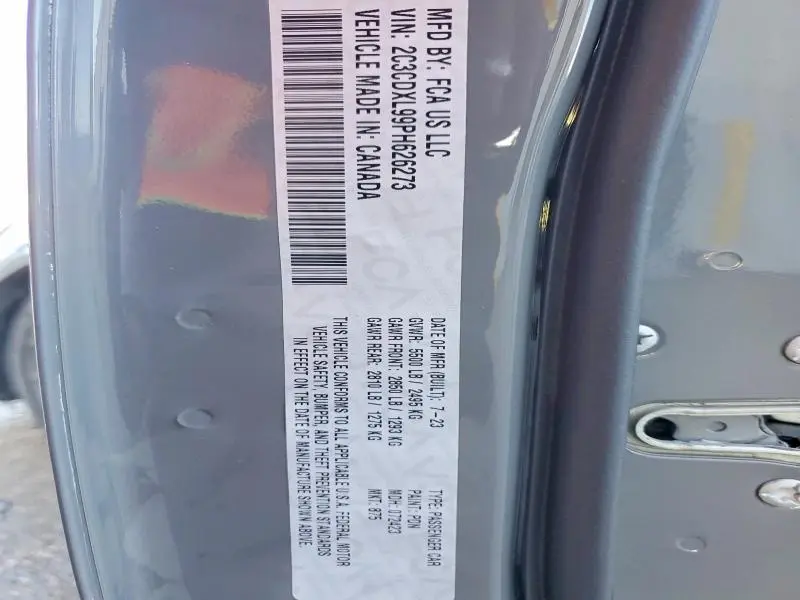 MFD BY: FCA US LLC
VIN: 2C3CDXL99PH626273
VEHICLE MADE IN: CANADA
DATE OF MFR (BUILT): 7-23
GVWR: 5500 LB / 2495 KG
GAWR FRONT: 2850 LB / 1293 KG
GAWR REAR: 2810 LB / 1275 KG
TYPE: PASSENGER CAR
PAINT: PDN
MDH: 072423
MKT: 875
THIS VEHICLE CONFORMS TO ALL APPLICABLE U.S.A. FEDERAL MOTOR
VEHICLE SAFETY, BUMPER, AND THEFT PREVENTION STANDARDS
IN EFFECT ON THE DATE OF MANUFACTURE SHOWN ABOVE.